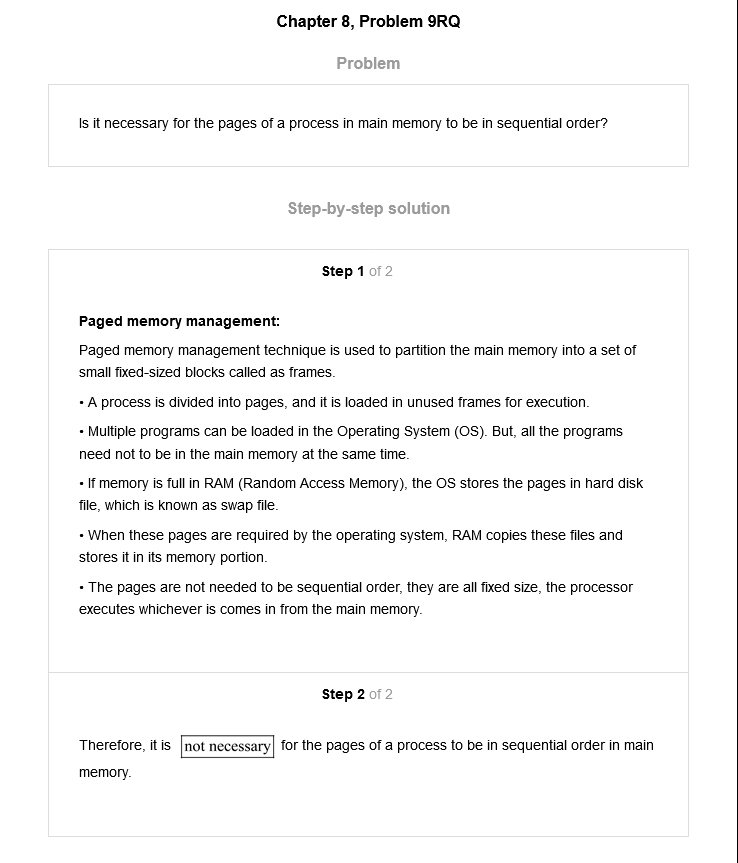 Chapter 8, Problem 9RQ
Problem
Is it necessary for the pages of a process in main memory to be in sequential order?
Step-by-step solution
Step 1 of 2
Paged memory management:
Paged memory management technique is used to partition the main memory into a set of
small fixed-sized blocks called as frames.
• A process is divided into pages, and it is loaded in unused frames for execution.
• Multiple programs can be loaded in the Operating System (OS). But, all the programs
need not to be in the main memory at the same time.
• If memory is full in RAM (Random Access Memory), the OS stores the pages in hard disk
file, which is known as swap file.
• When these pages are required by the operating system, RAM copies these files and
stores it in its memory portion.
• The pages are not needed to be sequential order, they are all fixed size, the processor
executes whichever is comes in from the main memory.
Step 2 of 2
Therefore, it is not necessary for the pages of a process to be in sequential order in main
memory.